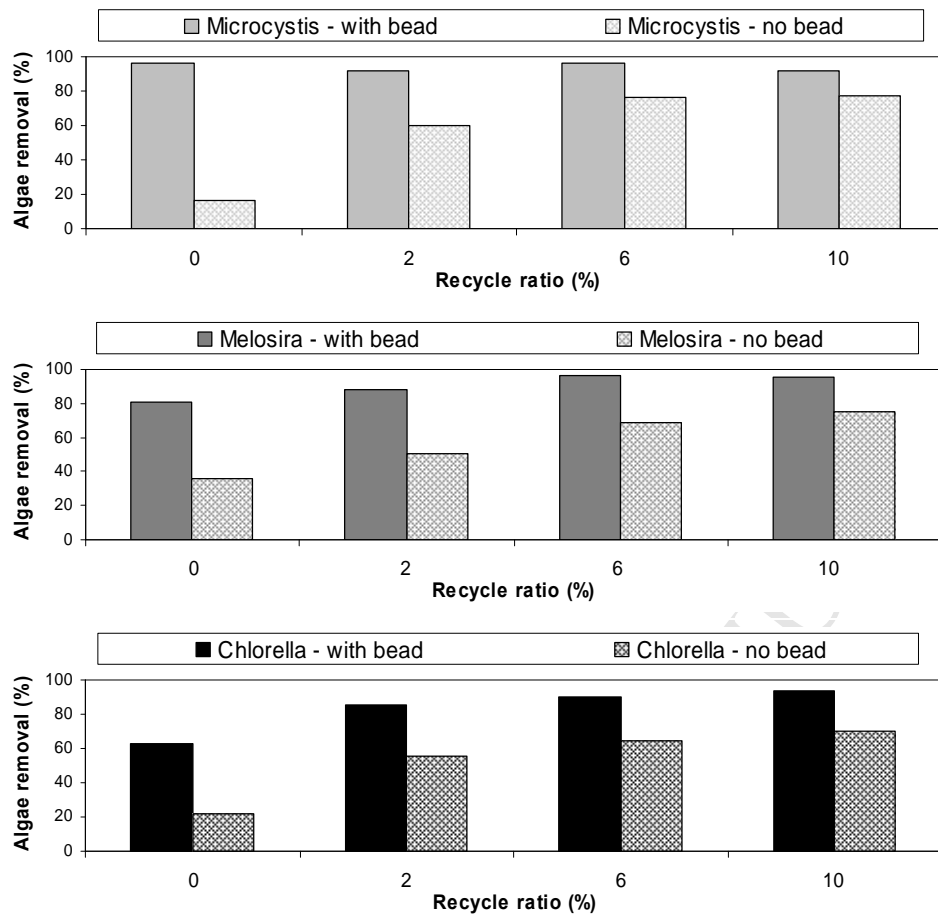 Microcystis - with bead Microcystis - no bead
Algae removal (%)
100
80
60
40
20
0
0 2 6 10
Recycle ratio (%)
Melosira - with bead Melosira - no bead
Algae removal (%)
100
80
60
40
20
0
0 2 6 10
Recycle ratio (%)
Chlorella - with bead Chlorella - no bead
Algae removal (%)
100
80
60
40
20
0
0 2 6 10
Recycle ratio (%)